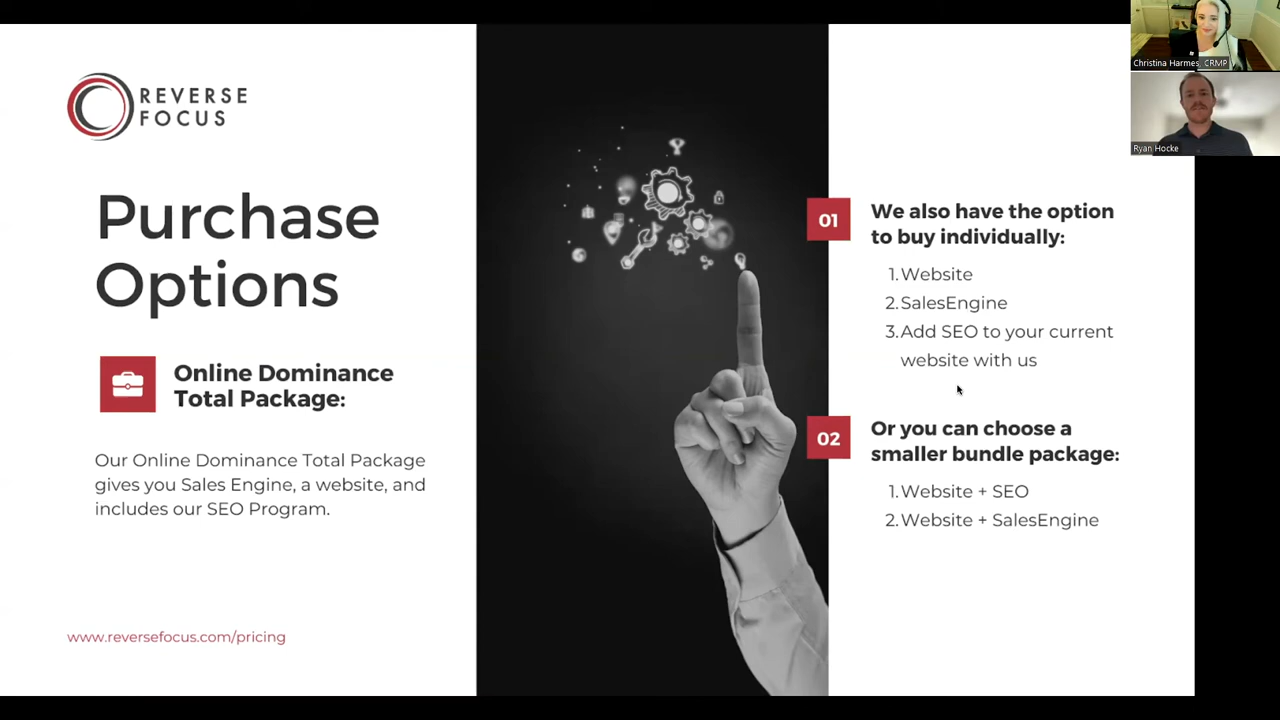 REVERSE
FOCUS
Purchase
Options
Online Dominance
Total Package:
Our Online Dominance Total Package
gives you Sales Engine, a website, and
includes our SEO Program.
www.reversefocus.com/pricing
01
We also have the option
to buy individually:
1. Website
2. SalesEngine
3. Add SEO to your current
website with us
02
Or you can choose a
smaller bundle package:
1. Website + SEO
2. Website + SalesEngine
Christina Harmes, CRMP
Ryan Hocke